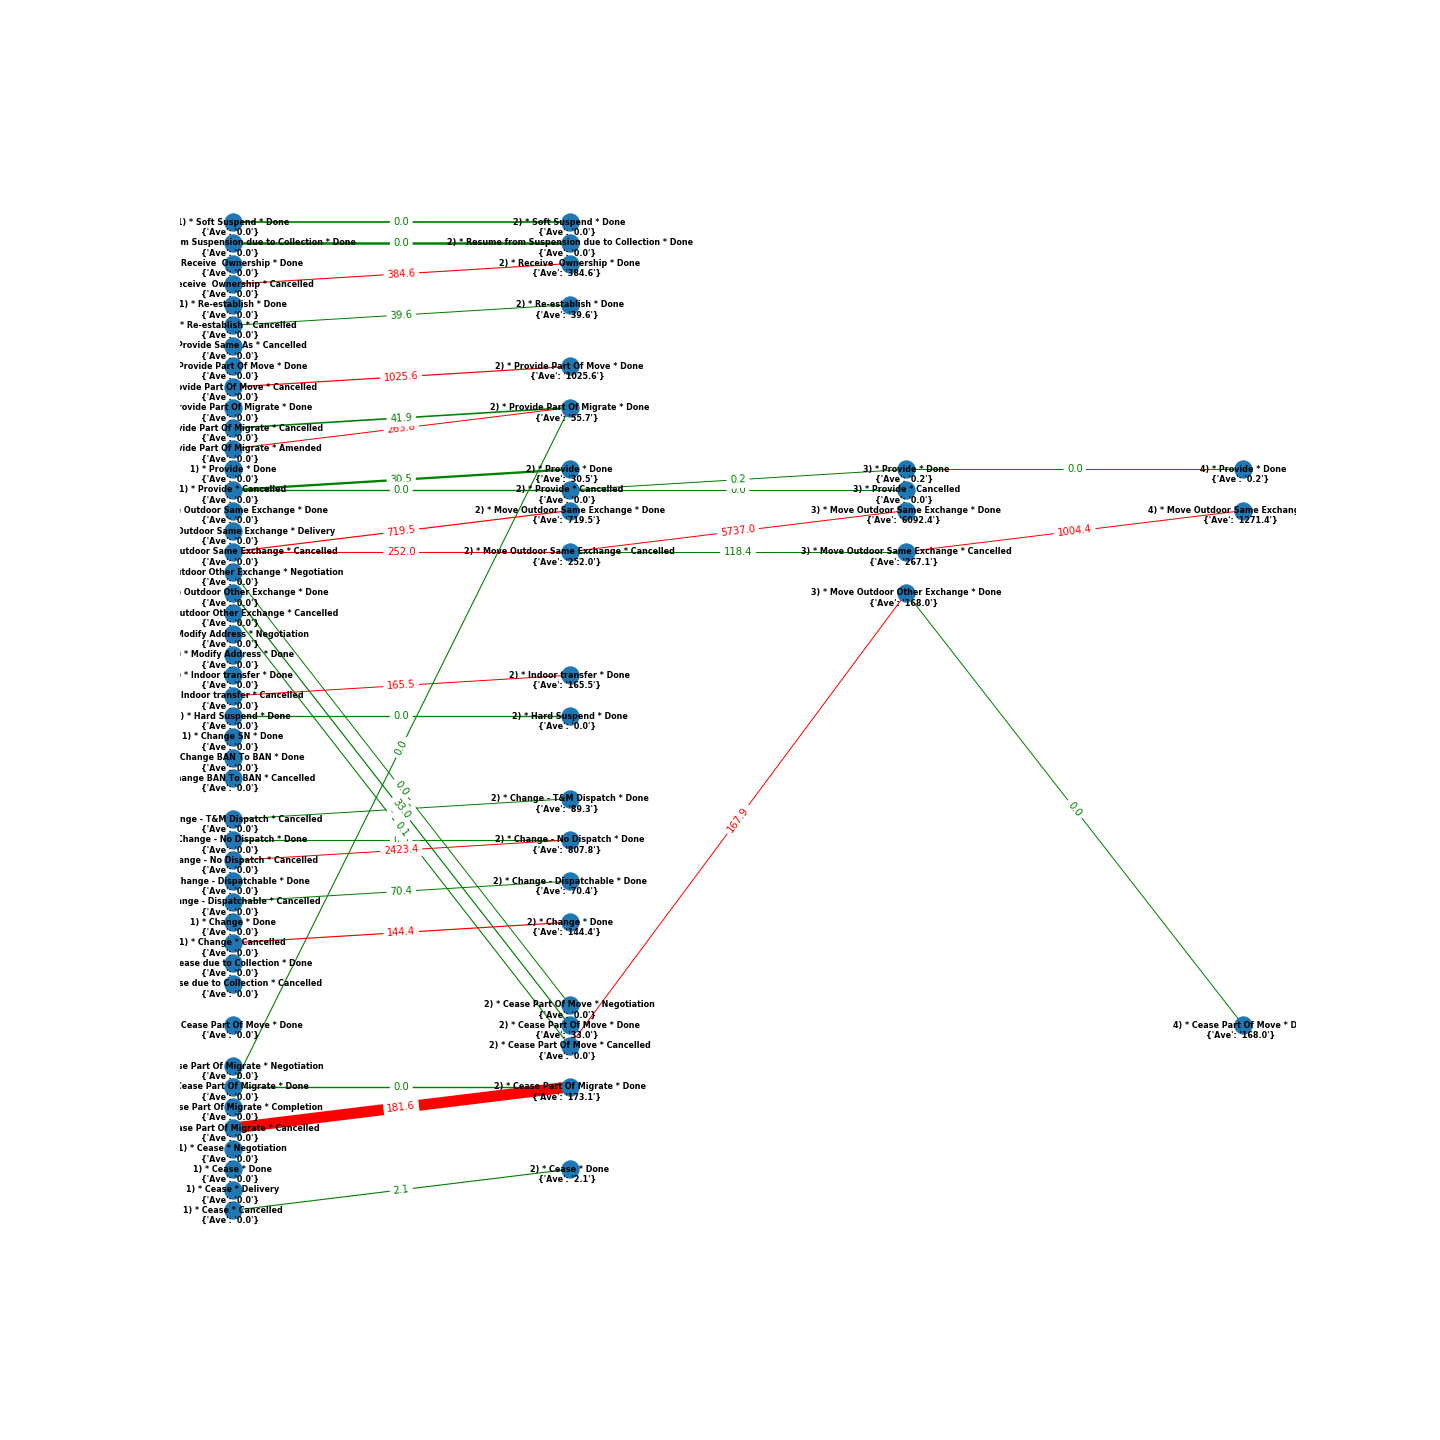 1) * Soft Suspend * Done
{'Ave': '0.0'}
m Suspension due to Collection * Done
{'Ave': '0.0'}
Receive  Ownership * Done
{'Ave': '0.0'}
eceive  Ownership * Cancelled
{'Ave': '0.0'}
1) * Re-establish * Done
{'Ave': '0.0'}
* Re-establish * Cancelled
{'Ave': '0.0'}
Provide Same As * Cancelled
{'Ave': '0.0'}
Provide Part Of Move * Done
{'Ave': '0.0'}
ovide Part Of Move * Cancelled
{'Ave': '0.0'}
rovide Part Of Migrate * Done
{'Ave': '0.0'}
vide Part Of Migrate * Cancelled
{'Ave': '0.0'}
vide Part Of Migrate * Amended
{'Ave': '0.0'}
1) * Provide * Done
{'Ave': '0.0'}
1) * Provide * Cancelled
{'Ave': '0.0'}
Outdoor Same Exchange * Done
{'Ave': '0.0'}
Outdoor Same Exchange * Delivery
{'Ave': '0.0'}
utdoor Same Exchange * Cancelled
{'Ave': '0.0'}
tdoor Other Exchange * Negotiation
{'Ave': '0.0'}
Outdoor Other Exchange * Done
{'Ave': '0.0'}
utdoor Other Exchange * Cancelled
{'Ave': '0.0'}
Modify Address * Negotiation
{'Ave': '0.0'}
) * Modify Address * Done
{'Ave': '0.0'}
) * Indoor transfer * Done
{'Ave': '0.0'}
Indoor transfer * Cancelled
{'Ave': '0.0'}
) * Hard Suspend * Done
{'Ave': '0.0'}
1) * Change SN * Done
{'Ave': '0.0'}
Change BAN To BAN * Done
{'Ave': '0.0'}
hange BAN To BAN * Cancelled
{'Ave': '0.0'}
nge - T&M Dispatch * Cancelled
{'Ave': '0.0'}
Change - No Dispatch * Done
{'Ave': '0.0'}
ange - No Dispatch * Cancelled
{'Ave': '0.0'}
hange - Dispatchable * Done
{'Ave': '0.0'}
nge - Dispatchable * Cancelled
{'Ave': '0.0'}
1) * Change * Done
{'Ave': '0.0'}
1) * Change * Cancelled
{'Ave': '0.0'}
ease due to Collection * Done
{'Ave': '0.0'}
se due to Collection * Cancelled
{'Ave': '0.0'}
Cease Part Of Move * Done
{'Ave': '0.0'}
se Part Of Migrate * Negotiation
{'Ave': '0.0'}
Cease Part Of Migrate * Done
{'Ave': '0.0'}
se Part Of Migrate * Completion
{'Ave': '0.0'}
ase Part Of Migrate * Cancelled
{'Ave': '0.0'}
1) * Cease * Negotiation
{'Ave': '0.0'}
1) * Cease * Done
{'Ave': '0.0'}
1) * Cease * Delivery
{'Ave': '0.0'}
1) * Cease * Cancelled
{'Ave': '0.0'}
0.0
0.0
384.6
39.6
1025.6
41.9
263.8
30.5
0.0
719.5
252.0
165.5
0.0
0.0
0.0
33.0
0.1
2423.4
70.4
144.4
0.0
181.6
2.1
2) * Soft Suspend * Done
{'Ave': '0.0'}
2) * Resume from Suspension due to Collection * Done
{'Ave': '0.0'}
2) * Receive  Ownership * Done
{'Ave': '384.6'}
2) * Re-establish * Done
{'Ave': '39.6'}
2) * Provide Part Of Move * Done
{'Ave': '1025.6'}
2) * Provide Part Of Migrate * Done
{'Ave': '55.7'}
2) * Provide * Done
{'Ave': '30.5'}
2) * Provide * Cancelled
{'Ave': '0.0'}
2) * Move Outdoor Same Exchange * Done
{'Ave': '719.5'}
2) * Move Outdoor Same Exchange * Cancelled
{'Ave': '252.0'}
2) * Indoor transfer * Done
{'Ave': '165.5'}
2) * Hard Suspend * Done
{'Ave': '0.0'}
2) * Change - T&M Dispatch * Done
{'Ave': '89.3'}
2) * Change - No Dispatch * Done
{'Ave': '807.8'}
2) * Change - Dispatchable * Done
{'Ave': '70.4'}
2) * Change * Done
{'Ave': '144.4'}
2) * Cease Part Of Move * Negotiation
{'Ave': '0.0'}
2) * Cease Part Of Move * Done
{'Ave': '33.0'}
2) * Cease Part Of Move * Cancelled
{'Ave': '0.0'}
2) * Cease Part Of Migrate * Done
{'Ave': '173.1'}
2) * Cease * Done
{'Ave': '2.1'}
0.2
0.0
5737.0
118.4
167.9
3) * Provide * Done
{'Ave': '0.2'}
3) * Provide * Cancelled
{'Ave': '0.0'}
3) * Move Outdoor Same Exchange * Done
{'Ave': '6092.4'}
3) * Move Outdoor Same Exchange * Cancelled
{'Ave': '267.1'}
3) * Move Outdoor Other Exchange * Done
{'Ave': '168.0'}
0.0
1004.4
0.0
4) * Provide * Done
{'Ave': '0.2'}
4) * Move Outdoor Same Exchang
{'Ave': '1271.4'}
4) * Cease Part Of Move * D
{'Ave': '168.0'}